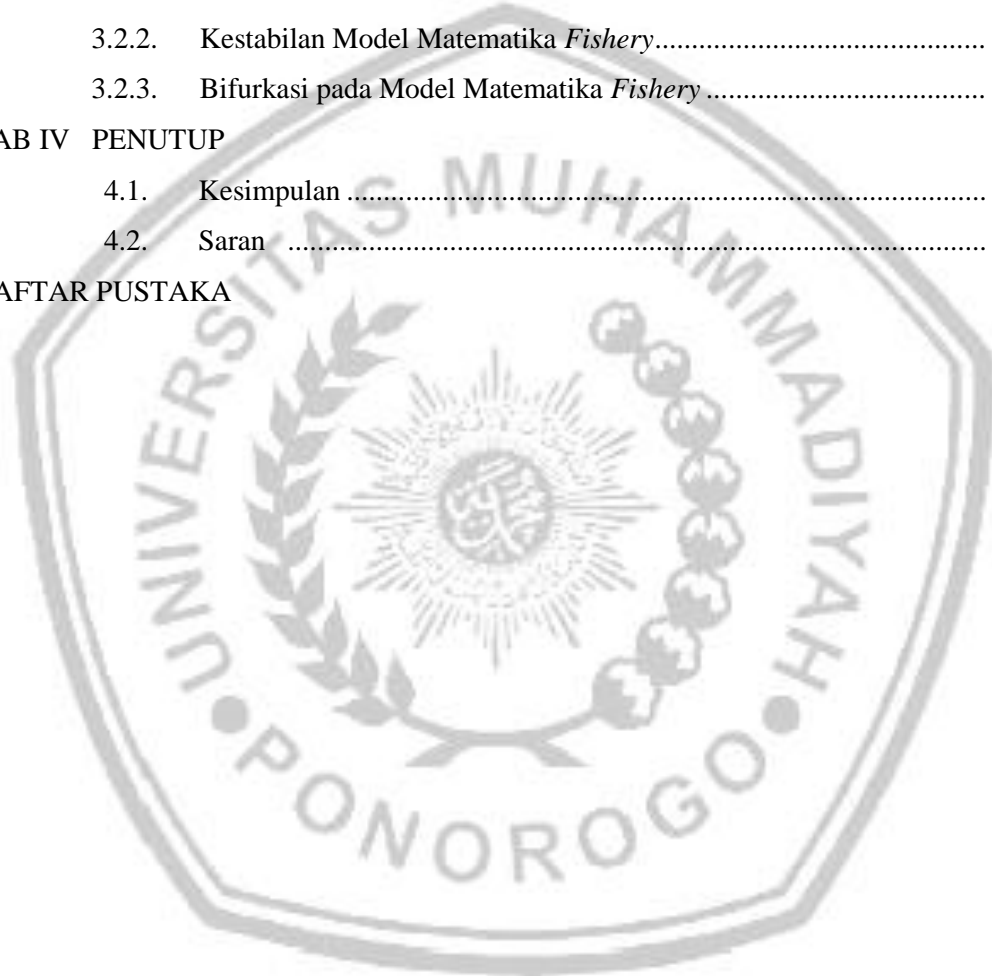 3.2.2. Kestabilan Model Matematika Fishery.............................................
3.2.3. Bifurkasi pada Model Matematika Fishery ......................................
AB IV PENUTUP
4.1. Kesimpulan .......................................................................................
4.2. Saran ................................................................................................
AFTAR PUSTAKA
UNIVERSITAS MUHAMMADIYAH
PONOROGO